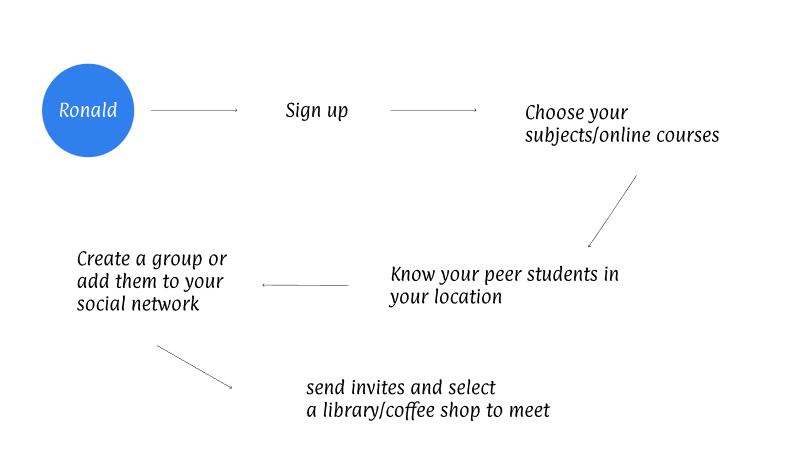 Ronald
Sign up
Choose your
subjects/online courses
Know your peer students in
your location
Create a group or
add them to your
social network
send invites and select
a library/coffee shop to meet